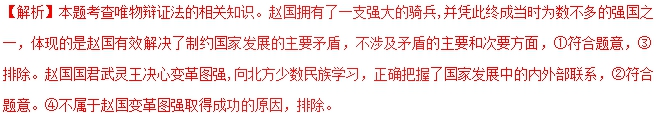 【解析】本题考查唯物辩证法的相关知识。赵国拥有了一支强大的骑兵,并凭此终成当时为数不多的强国之
一，体现的是赵国有效解决了制约国家发展的主要矛盾，不涉及矛盾的主要和次要方面，①符合题意，③
排除。赵国国君武灵王决心变革图强,向北方少数民族学习，正确把握了国家发展中的内外部联系，②符合
题意。④不属于赵国变革图强取得成功的原因，排除。